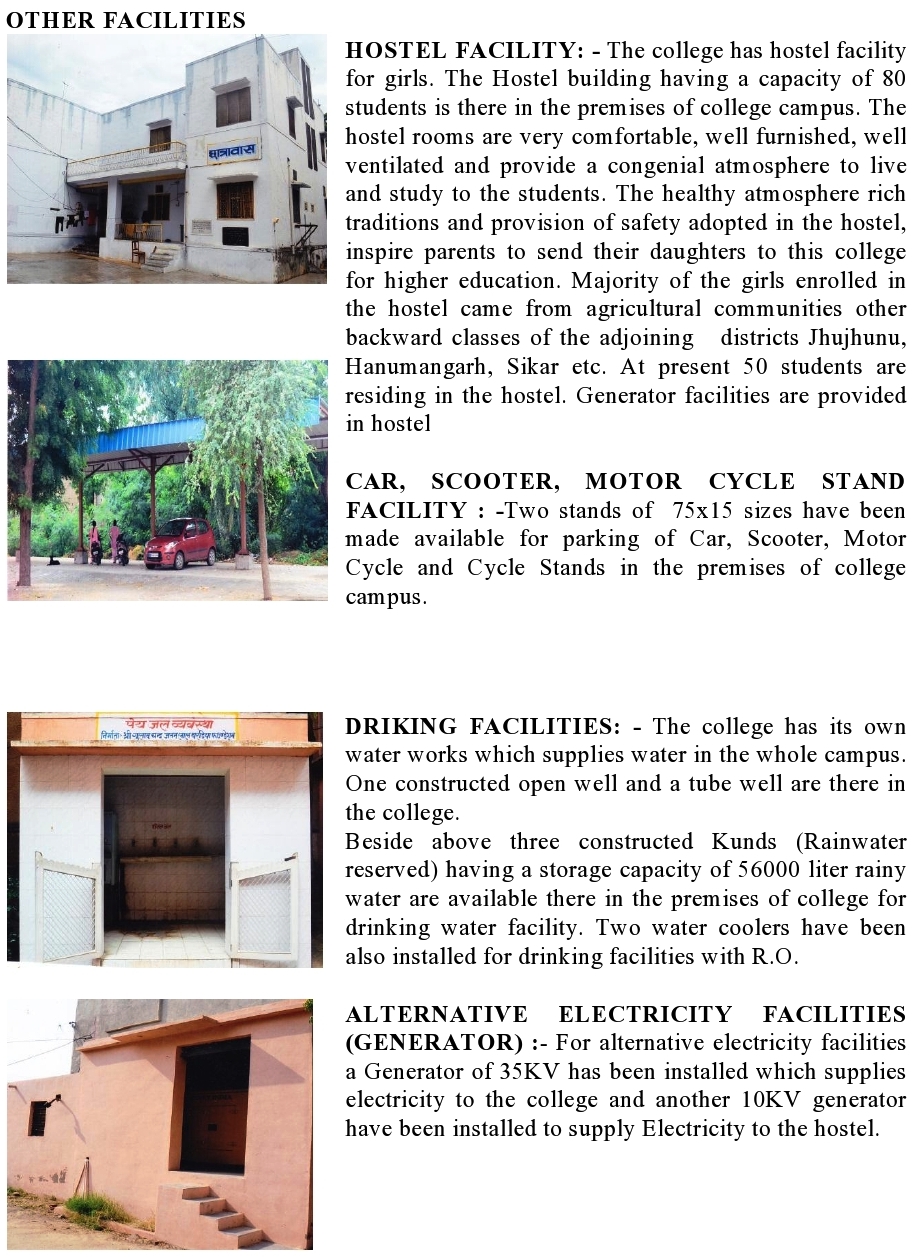 OTHER FACILITIES
छात्रावास
HOSTEL FACILITY: - The college has hostel facility
for girls. The Hostel building having a capacity of 80
students is there in the premises of college campus. The
hostel rooms are very comfortable, well furnished, well
ventilated and provide a congenial atmosphere to live
and study to the students. The healthy atmosphere rich
traditions and provision of safety adopted in the hostel,
inspire parents to send their daughters to this college
for higher education. Majority of the girls enrolled in
the hostel came from agricultural communities other
backward classes of the adjoining districts Jhujhunu,
Hanumangarh, Sikar etc. At present 50 students are
residing in the hostel. Generator facilities are provided
in hostel
CAR, SCOOTER, MOTOR CYCLE STAND
FACILITY : -Two stands of 75x15 sizes have been
made available for parking of Car, Scooter, Motor
Cycle and Cycle Stands in the premises of college
campus.
पेय जल व्यवस्था
DRIKING FACILITIES: - The college has its own
water works which supplies water in the whole campus.
One constructed open well and a tube well are there in
the college.
Beside above three constructed Kunds (Rainwater
reserved) having a storage capacity of 56000 liter rainy
water are available there in the premises of college for
drinking water facility. Two water coolers have been
also installed for drinking facilities with R.O.
ALTERNATIVE ELECTRICITY FACILITIES
(GENERATOR) :- For alternative electricity facilities
a Generator of 35KV has been installed which supplies
electricity to the college and another 10KV generator
have been installed to supply Electricity to the hostel.